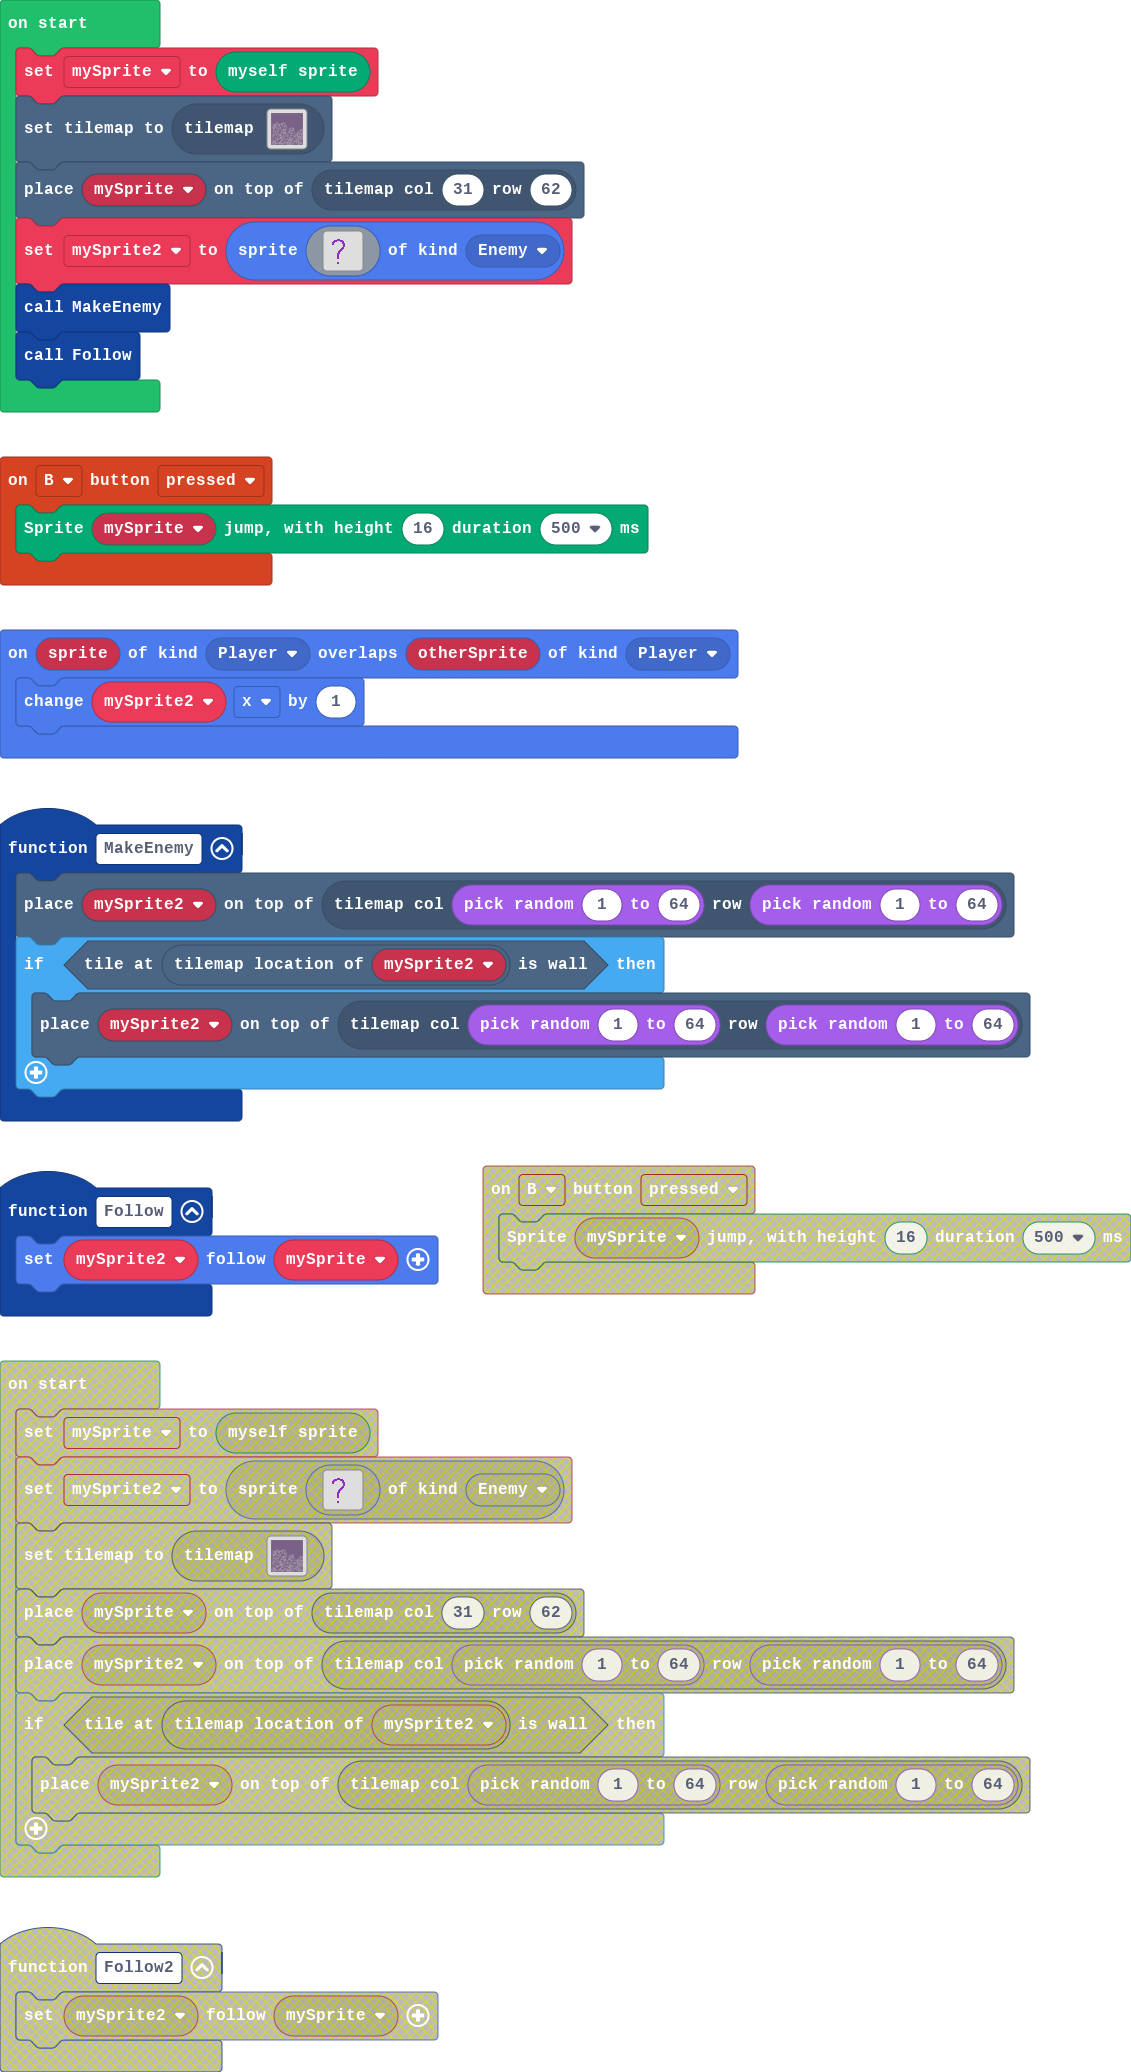 on start
set mySprite to myself sprite
set tilemap to tilemap
place mySprite on top of tilemap col 31 row 62
set mySprite2 to sprite ? of kind Enemy
call MakeEnemy
call Follow
on B button pressed
Sprite mySprite jump, with height 16 duration 500 ms
on sprite of kind Player overlaps otherSprite of kind Player
change mySprite2 x by 1
function MakeEnemy
place mySprite2 on top of tilemap col pick random 1 to 64 row pick random 1 to 64
if tile at tilemap location of mySprite2 is wall then
place mySprite2 on top of tilemap col pick random 1 to 64 row pick random 1 to 64
function Follow
set mySprite2 follow mySprite
on B button pressed
Sprite mySprite jump, with height 16 duration 500 ms
on start
set mySprite to myself sprite
set mySprite2 to sprite ? of kind Enemy
set tilemap to tilemap
place mySprite on top of tilemap col 31 row 62
place mySprite2 on top of tilemap col pick random 1 to 64 row pick random 1 to 64
if tile at tilemap location of mySprite2 is wall then
place mySprite2 on top of tilemap col pick random 1 to 64 row pick random 1 to 64
function Follow2
set mySprite2 follow mySprite